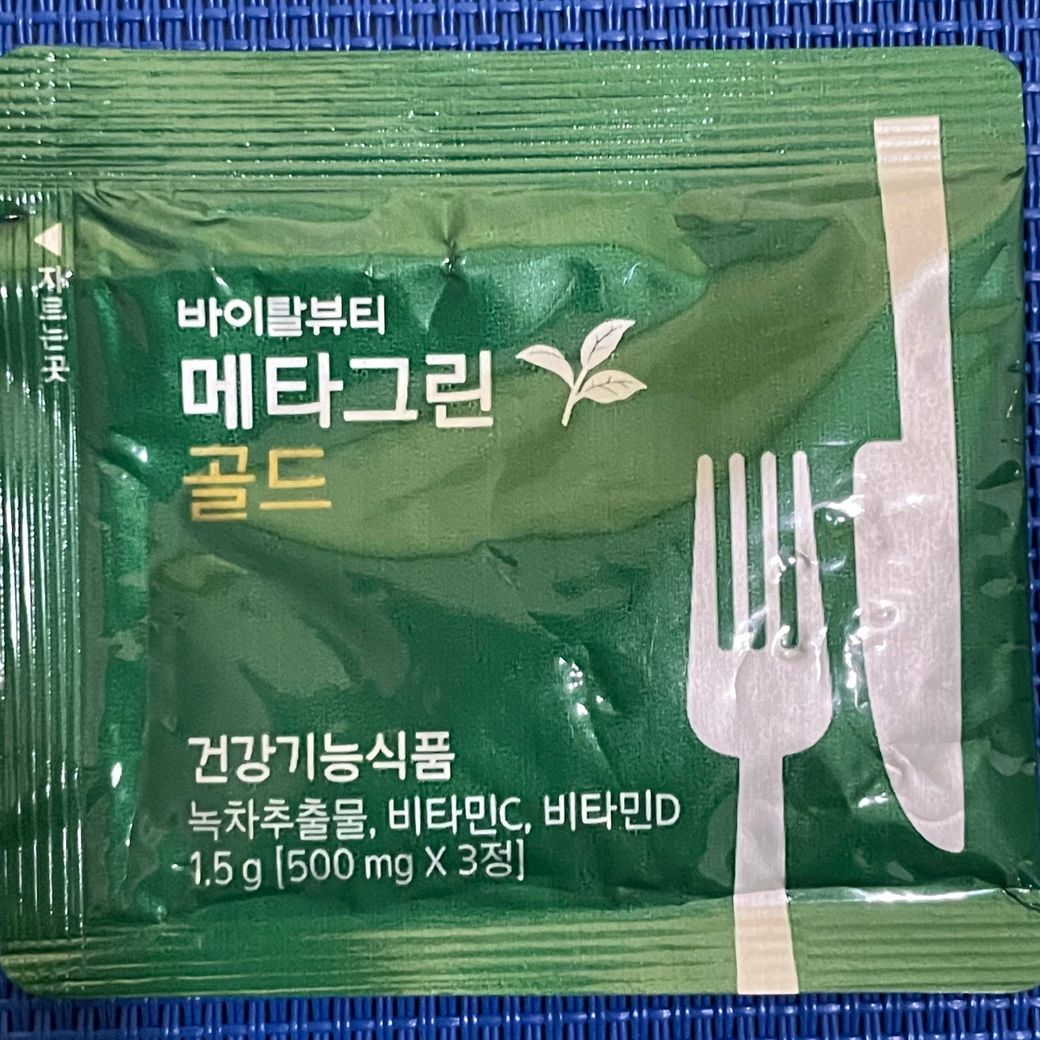 자르는곳
바이탈뷰티
메타그린
골드
건강기능식품
녹차추출물, 비타민C, 비타민D
1.5 g [500 mg X 3정]